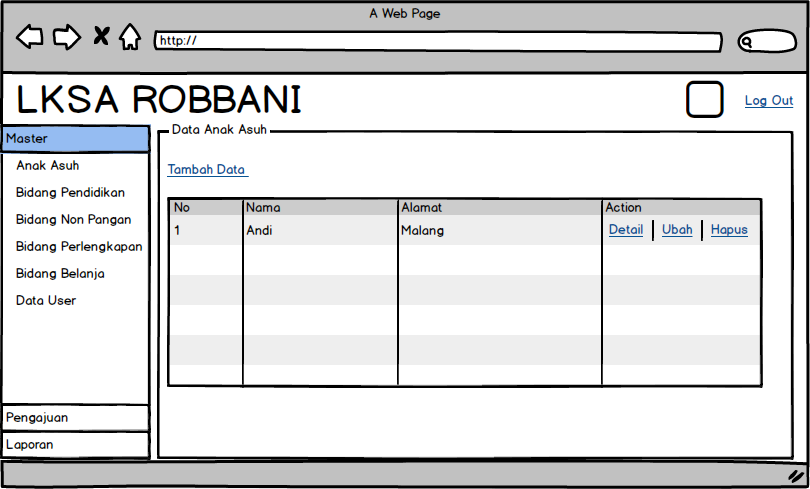 A Web Page
http://
LKSA ROBBANI
Log Out
Master
Anak Asuh
Bidang Pendidikan
Bidang Non Pangan
Bidang Perlengkapan
Bidang Belanja
Data User
Pengajuan
Laporan
Data Anak Asuh
Tambah Data
No Nama Alamat Action
1 Andi Malang Detail Ubah Hapus